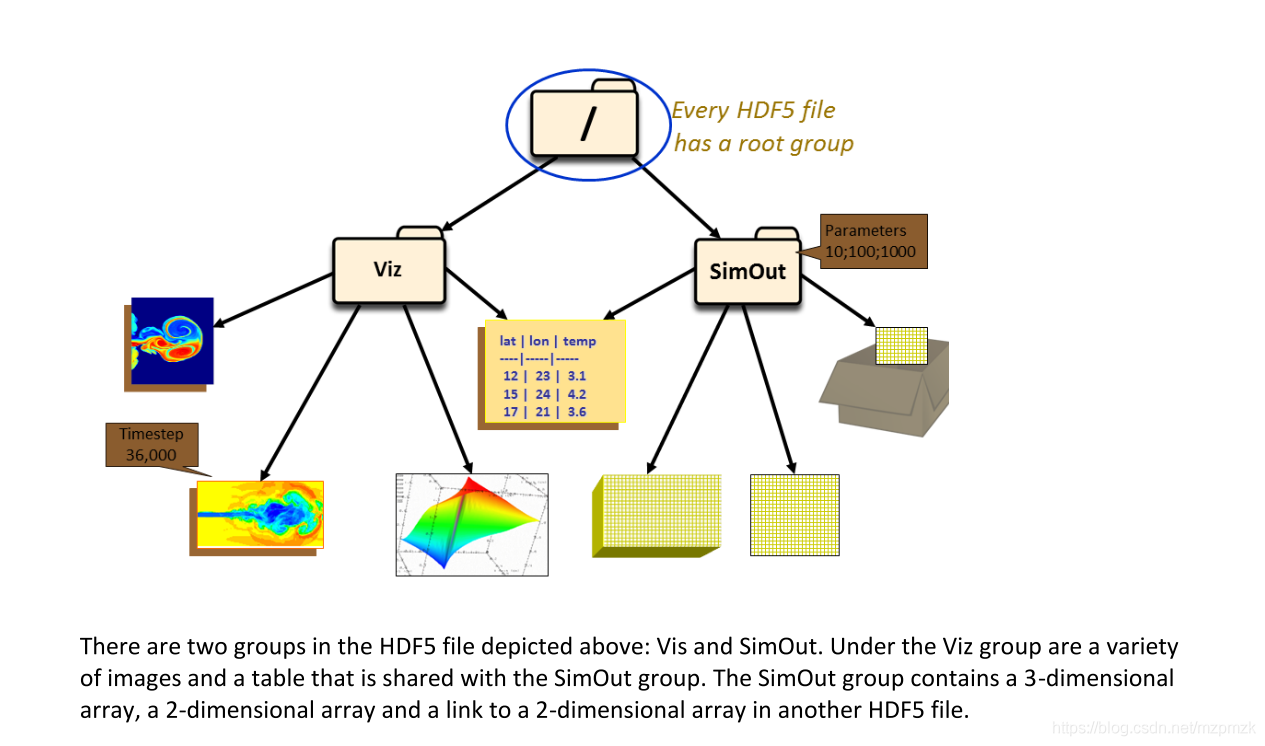 /
Every HDF5 file
has a root group
Viz
SimOut
Parameters
10;100;1000
lat | lon | temp
----|-----|-----
12 | 23 | 3.1
15 | 24 | 4.2
17 | 21 | 3.6
Timestep
36,000
There are two groups in the HDF5 file depicted above: Vis and SimOut. Under the Viz group are a variety
of images and a table that is shared with the SimOut group. The SimOut group contains a 3-dimensional
array, a 2-dimensional array and a link to a 2-dimensional array in another HDF5 file.
https://blog.csdn.net/mzpmzk